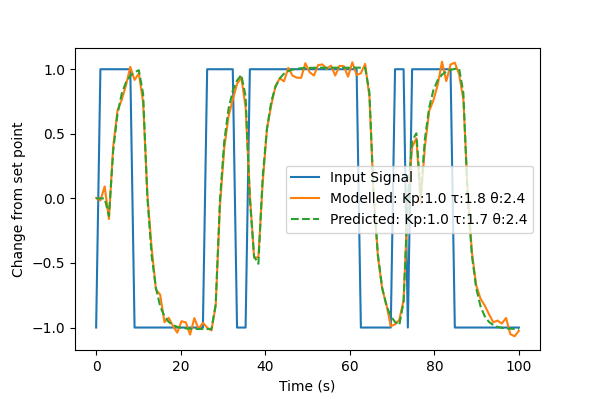 1.0
0.5
0.0
−0.5
−1.0
Change from set point
Input Signal
Modelled: Kp:1.0 τ:1.8 θ:2.4
Predicted: Kp:1.0 τ:1.7 θ:2.4
0 20 40 60 80 100
Time (s)